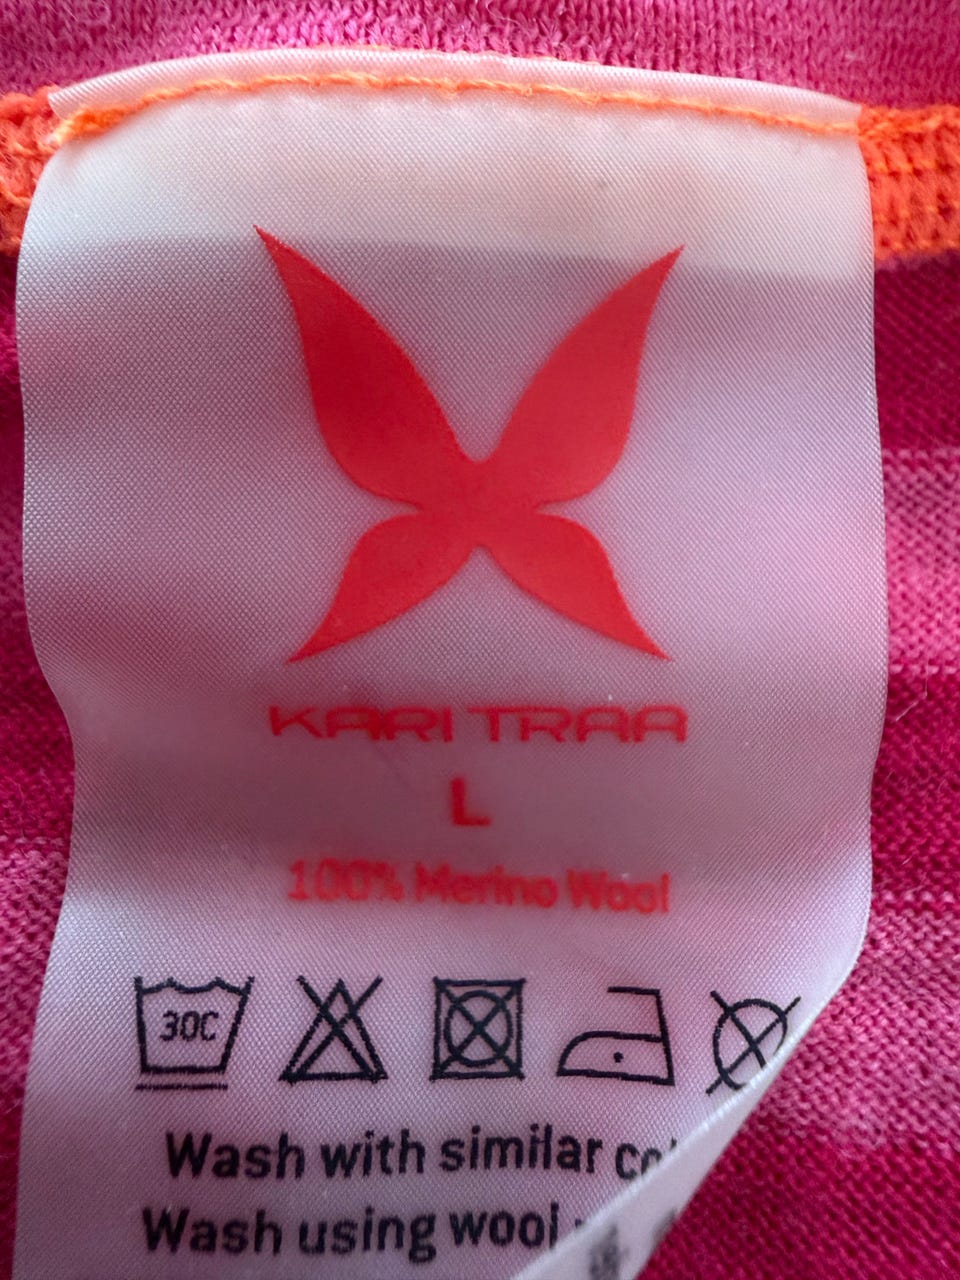 KARI TRAA
L
100% Merino Wool
30C
Wash with similar
Wash using wool